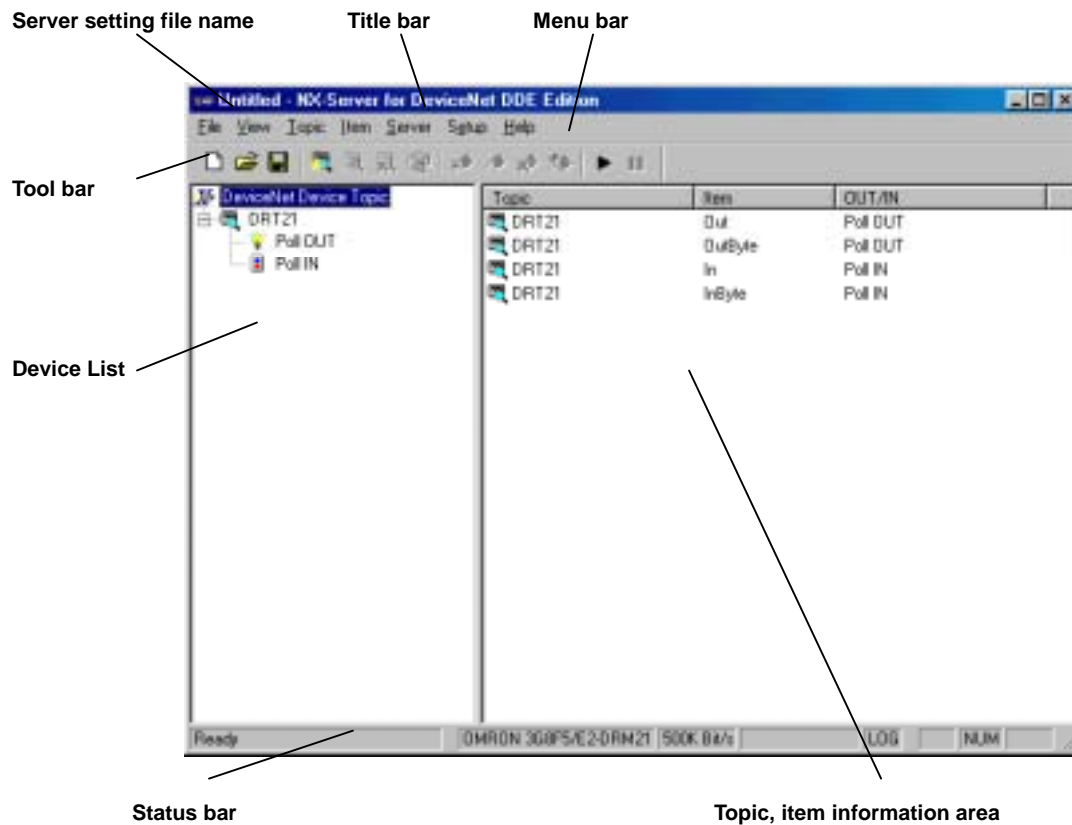 Server setting file name Title bar Menu bar
Untitled - NX-Server for DeviceNet DDE Edition
File View Topic Item Server Setup Help
Tool bar
DeviceNet Device Topic
DRT21
Poll OUT
Poll IN
Topic Item OUT/IN
DRT21 Out Poll OUT
DRT21 OutByte Poll OUT
DRT21 In Poll IN
DRT21 InByte Poll IN
Device List
Ready OMRON 3G8F5/E2-DRM21 500K Bit/s LOG NUM
Status bar Topic, item information area